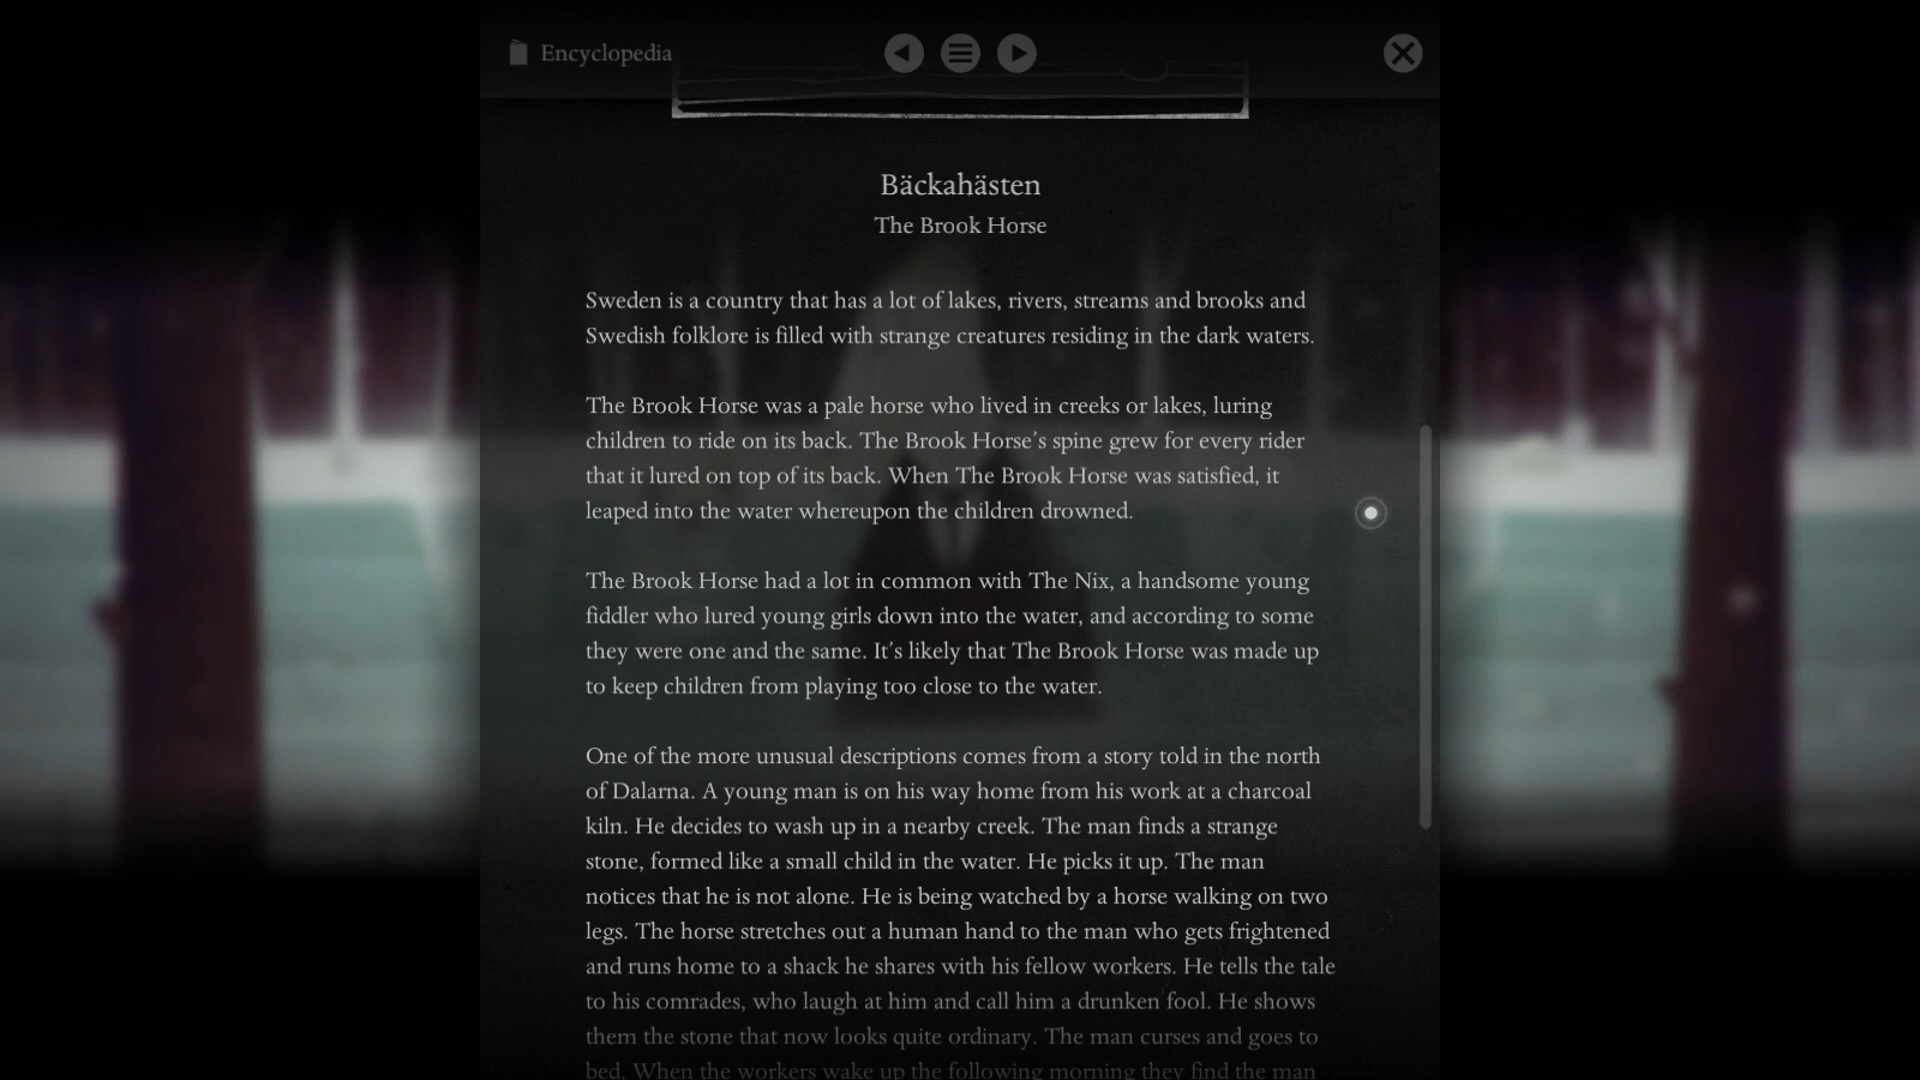 Encyclopedia
Bäckahästen
The Brook Horse
Sweden is a country that has a lot of lakes, rivers, streams and brooks and
Swedish folklore is filled with strange creatures residing in the dark waters.
The Brook Horse was a pale horse who lived in creeks or lakes, luring
children to ride on its back. The Brook Horse’s spine grew for every rider
that it lured on top of its back. When The Brook Horse was satisfied, it
leaped into the water whereupon the children drowned.
The Brook Horse had a lot in common with The Nix, a handsome young
fiddler who lured young girls down into the water, and according to some
they were one and the same. It’s likely that The Brook Horse was made up
to keep children from playing too close to the water.
One of the more unusual descriptions comes from a story told in the north
of Dalarna. A young man is on his way home from his work at a charcoal
kiln. He decides to wash up in a nearby creek. The man finds a strange
stone, formed like a small child in the water. He picks it up. The man
notices that he is not alone. He is being watched by a horse walking on two
legs. The horse stretches out a human hand to the man who gets frightened
and runs home to a shack he shares with his fellow workers. He tells the tale
to his comrades, who laugh at him and call him a drunken fool. He shows
them the stone that now looks quite ordinary. The man curses and goes to
bed. When the workers wake up the following morning they find the man